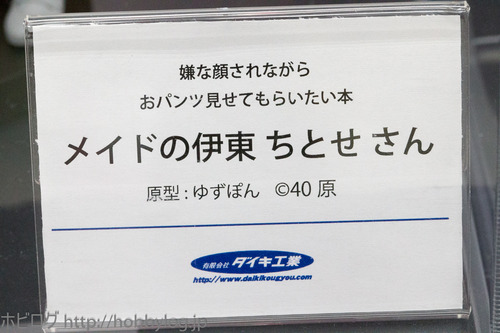 嫌な顔されながら
おパンツ見せてもらいたい本
メイドの伊東 ちとせ さん
原型:ゆずぽん ©40 原
有限会社 ダイキ工業
http://www.daikikougyou.com
ホビログ http://hobbylog.jp